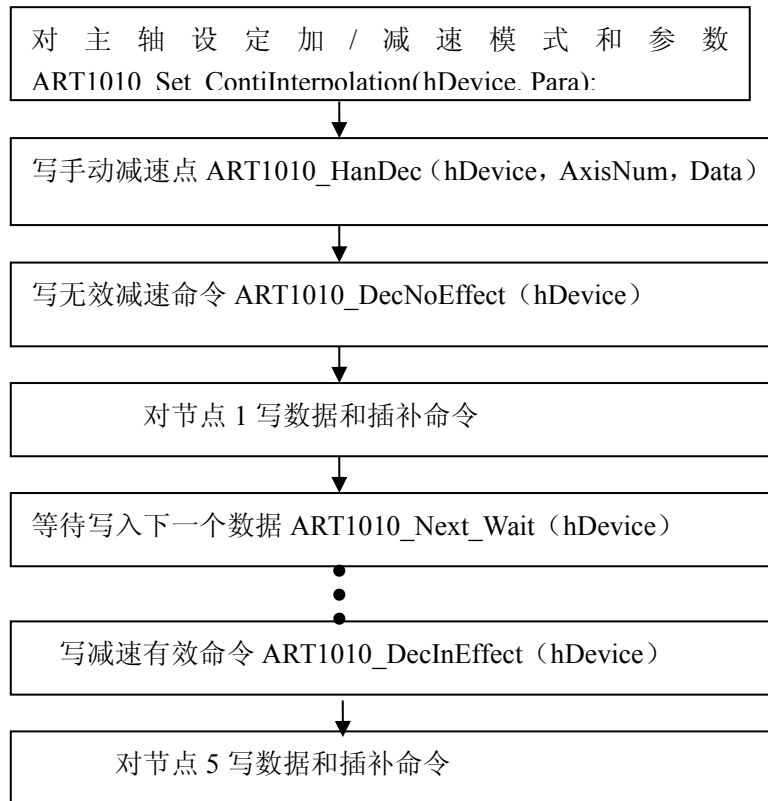 对主轴设定加/减速模式和参数
ART1010_Set_ContiInterpolation(hDevice, Para);
写手动减速点 ART1010_HanDec（hDevice，AxisNum，Data）
写无效减速命令 ART1010_DecNoEffect（hDevice）
对节点 1 写数据和插补命令
等待写入下一个数据 ART1010_Next_Wait（hDevice）
写减速有效命令 ART1010_DecInEffect（hDevice）
对节点 5 写数据和插补命令